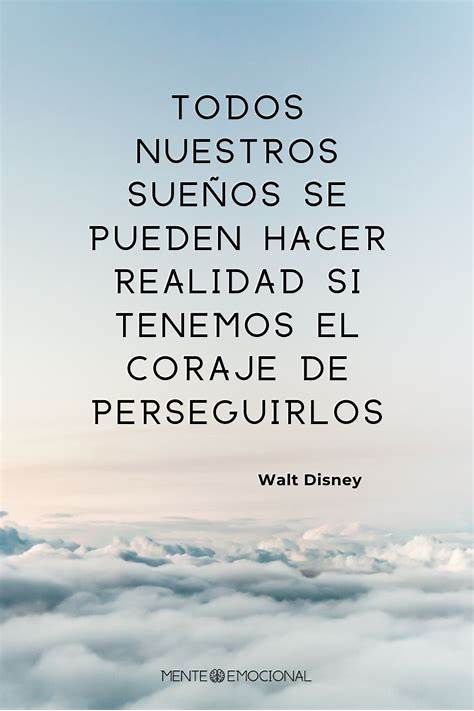 TODOS
NUESTROS
SUEÑOS SE
PUEDEN HACER
REALIDAD SI
TENEMOS EL
CORAJE DE
PERSEGUIRLOS
Walt Disney
MENTE EMOCIONAL